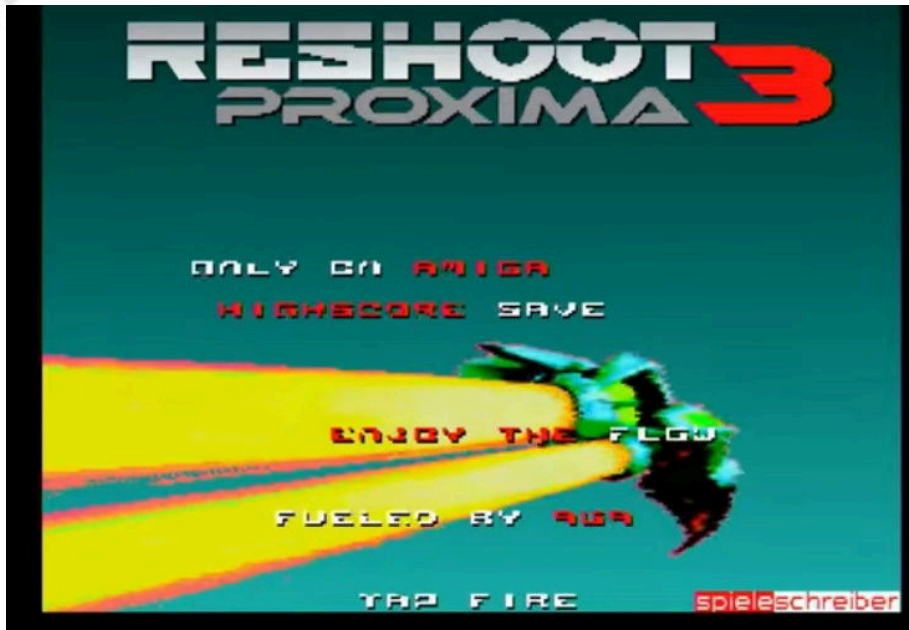 RESHOOT
PROXIMA 3
ONLY ON AMIGA
HIGHSCORE SAVE
ENJOY THE FLOW
FUELED BY AGA
TAP FIRE
spieleschreiber